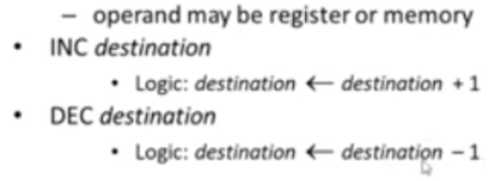 – operand may be register or memory
• INC destination
• Logic: destination ← destination + 1
• DEC destination
• Logic: destination ← destination – 1